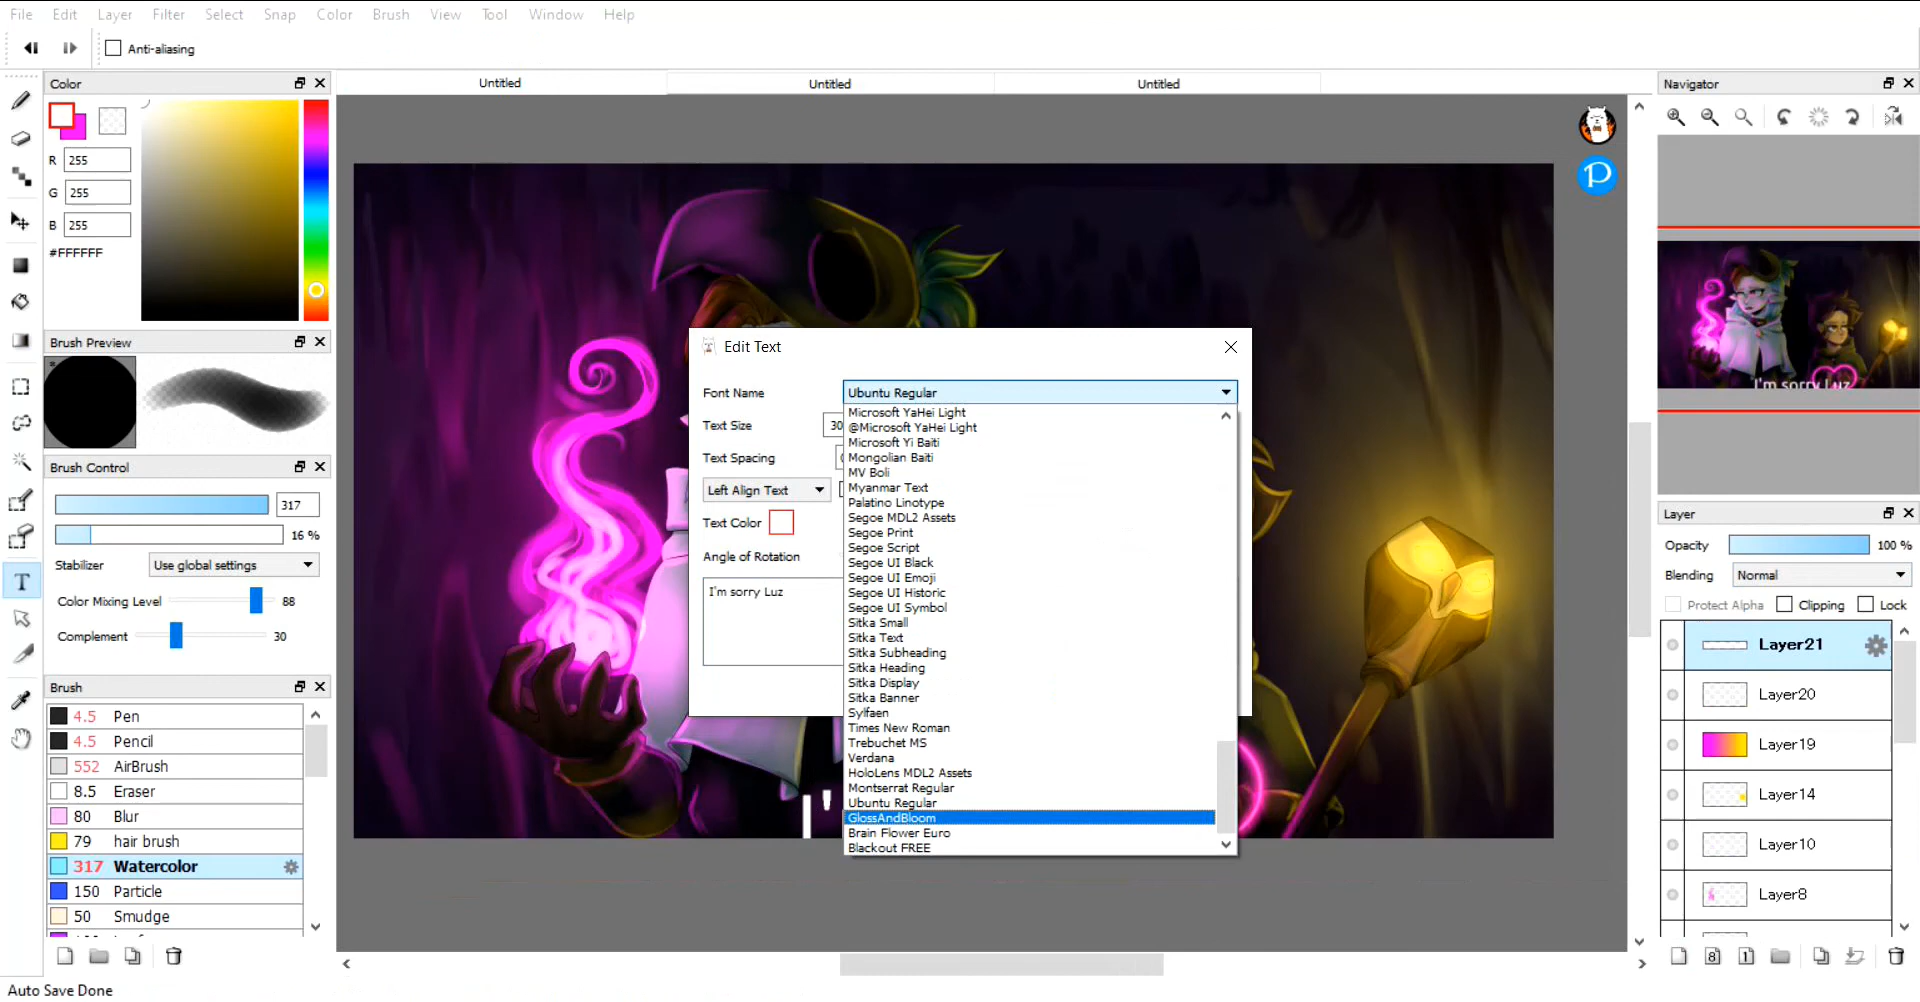 File Edit Layer Filter Select Snap Color Brush View Tool Window Help
Anti-aliasing
Color
R 255
G 255
B 255
#FFFFFF
Brush Preview
Brush Control
317
16 %
Stabilizer Use global settings
Color Mixing Level 88
Complement 30
Brush
4.5 Pen
4.5 Pencil
552 AirBrush
8.5 Eraser
80 Blur
79 hair brush
317 Watercolor
150 Particle
50 Smudge
Auto Save Done
Untitled Untitled Untitled
P
Edit Text
Font Name Ubuntu Regular
Text Size 30
Text Spacing
Left Align Text
Text Color
Angle of Rotation
I'm sorry Luz
Microsoft YaHei Light
@Microsoft YaHei Light
Microsoft Yi Baiti
Mongolian Baiti
MV Boli
Myanmar Text
Palatino Linotype
Segoe MDL2 Assets
Segoe Print
Segoe Script
Segoe UI Black
Segoe UI Emoji
Segoe UI Historic
Segoe UI Symbol
Sitka Small
Sitka Text
Sitka Subheading
Sitka Heading
Sitka Display
Sitka Banner
Sylfaen
Times New Roman
Trebuchet MS
Verdana
HoloLens MDL2 Assets
Montserrat Regular
Ubuntu Regular
GlossAndBloom
Brain Flower Euro
Blackout FREE
I'
Navigator
I'm sorry Luz
Layer
Opacity 100 %
Blending Normal
Protect Alpha Clipping Lock
Layer21
Layer20
Layer19
Layer14
Layer10
Layer8
8 1